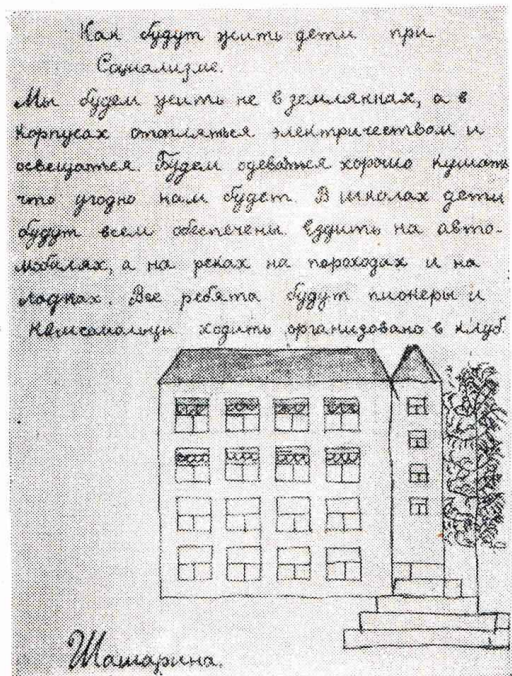 Как будут жить дети при
Социализме.
Мы будем жить не в землянках, а в
корпусах отопляться электричеством и
освещатся. Будем одеватся хорошо кушать
что угодно нам будет. В школах дети
будут всем обеспечены. Ездить на авто-
мобилях, а на реках на пороходах и на
лодках. Все ребята будут пионеры и
комсомольцы ходить организовано в клуб
Шашарина.